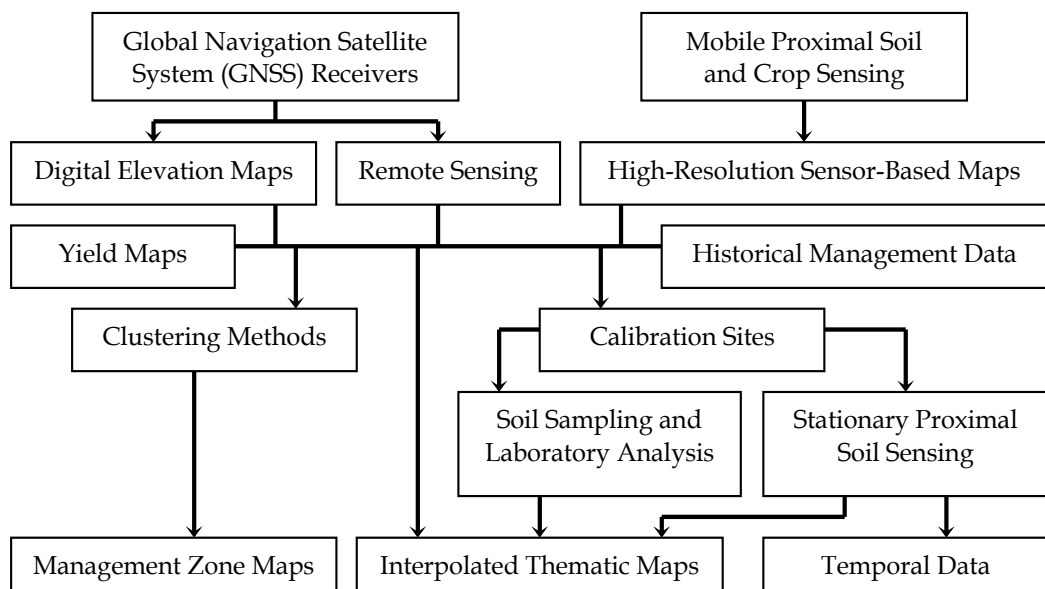 Global Navigation Satellite
System (GNSS) Receivers
Mobile Proximal Soil
and Crop Sensing
Digital Elevation Maps
Remote Sensing
High-Resolution Sensor-Based Maps
Yield Maps
Historical Management Data
Clustering Methods
Calibration Sites
Soil Sampling and
Laboratory Analysis
Stationary Proximal
Soil Sensing
Management Zone Maps
Interpolated Thematic Maps
Temporal Data